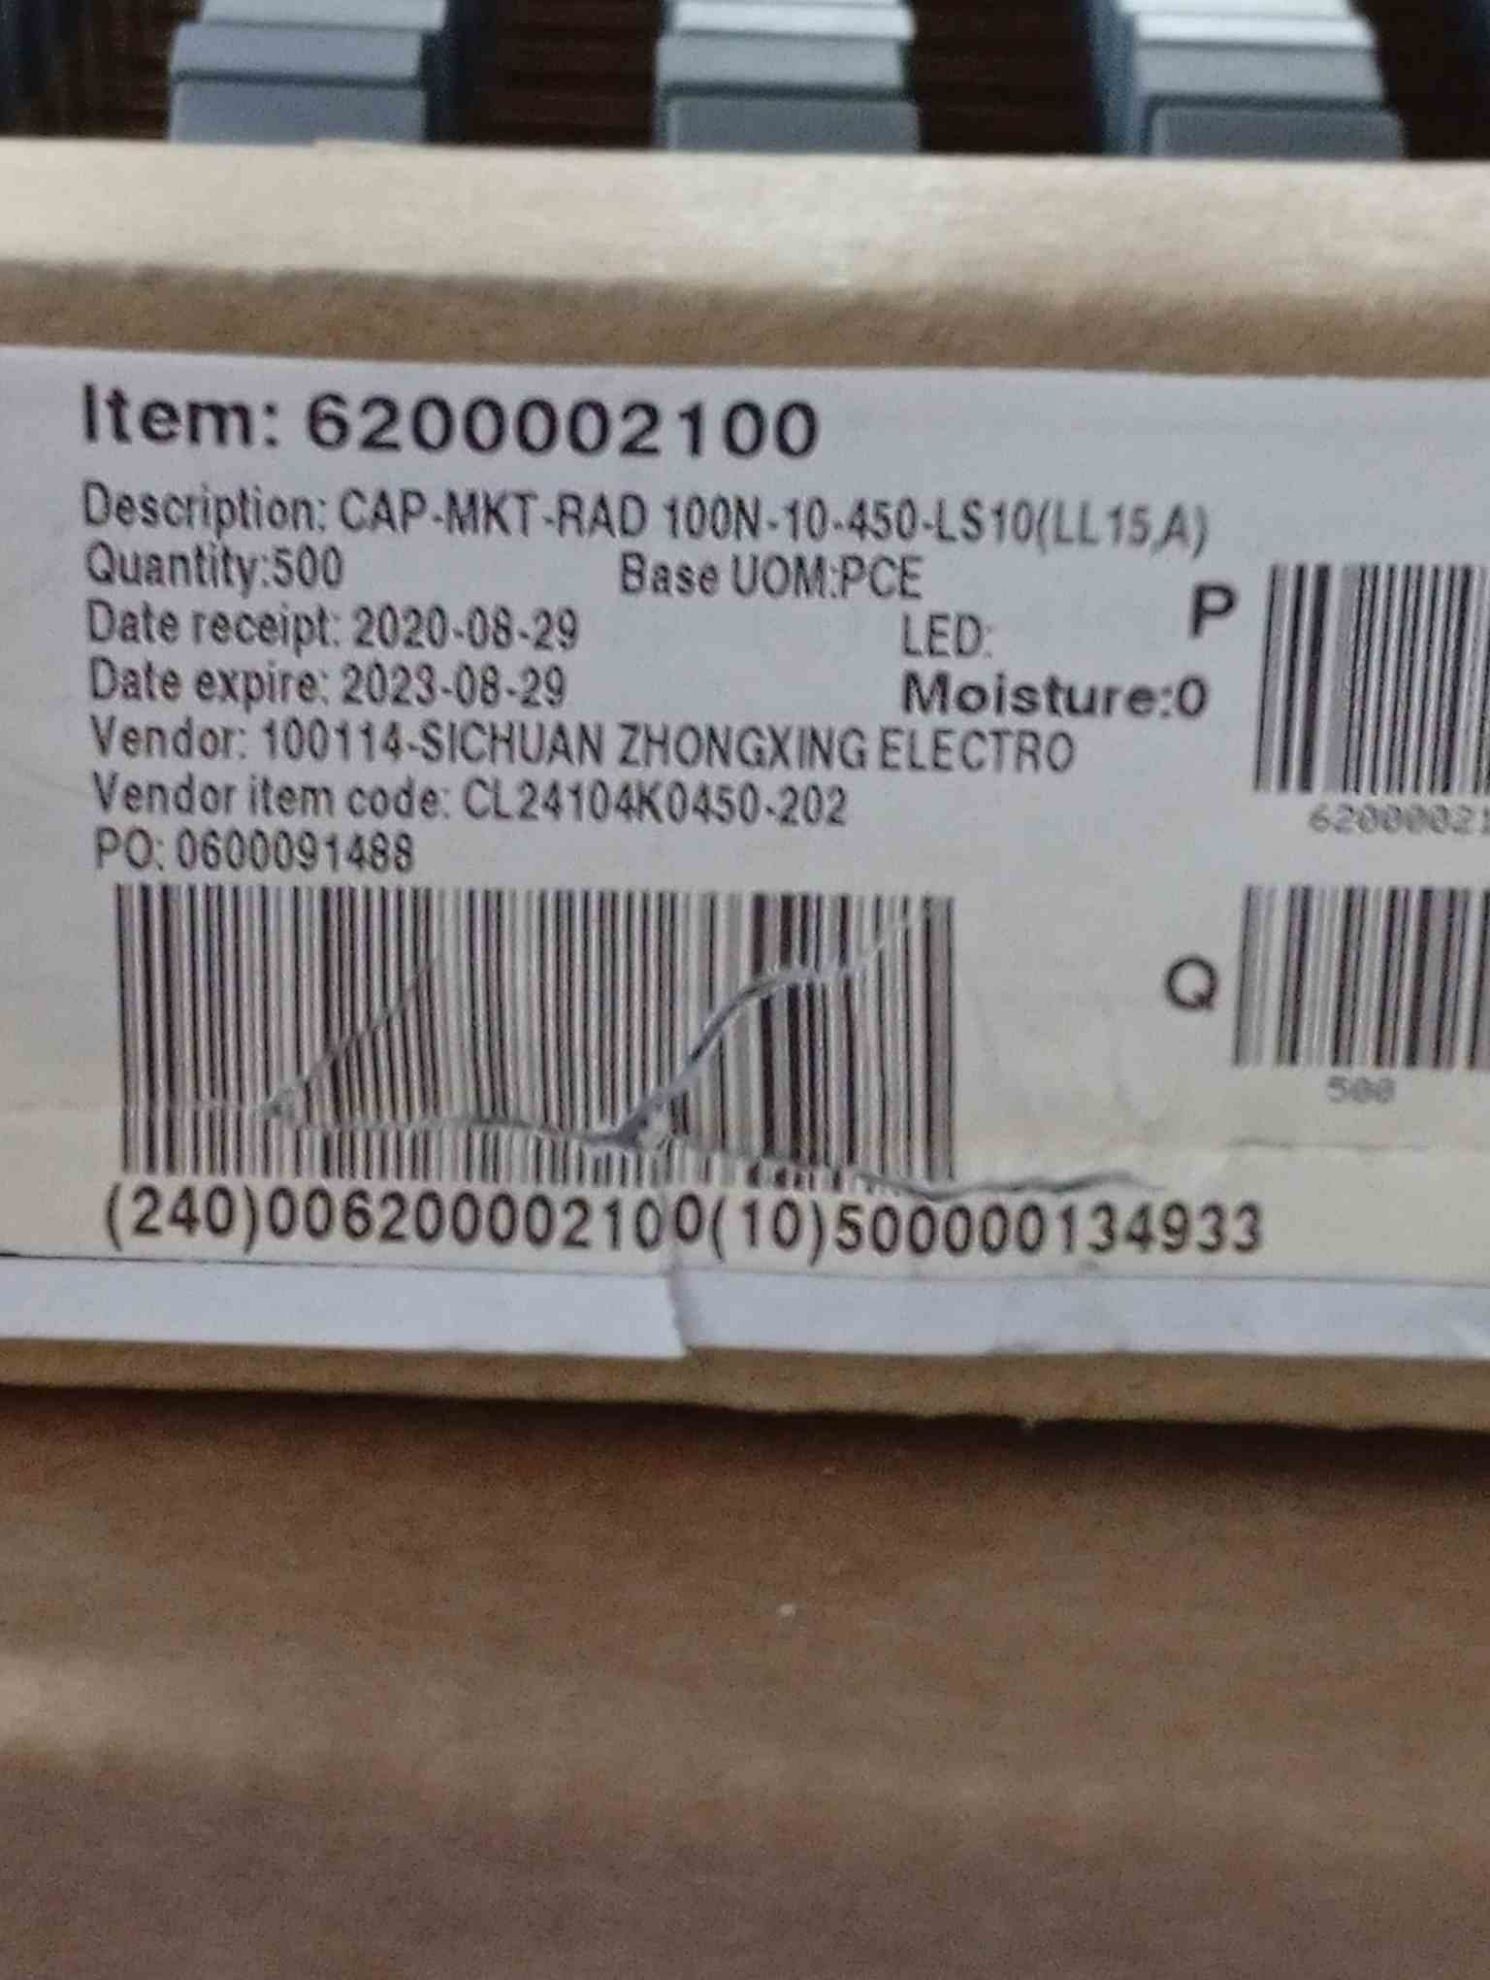 Item: 6200002100
Description: CAP-MKT-RAD 100N-10-450-LS10(LL15,A)
Quantity:500 Base UOM:PCE
Date receipt: 2020-08-29 LED:
Date expire: 2023-08-29 Moisture:0
Vendor: 100114-SICHUAN ZHONGXING ELECTRO
Vendor item code: CL24104K0450-202
PO: 0600091488
(240)006200002100(10)500000134933
P
62000021
Q
500